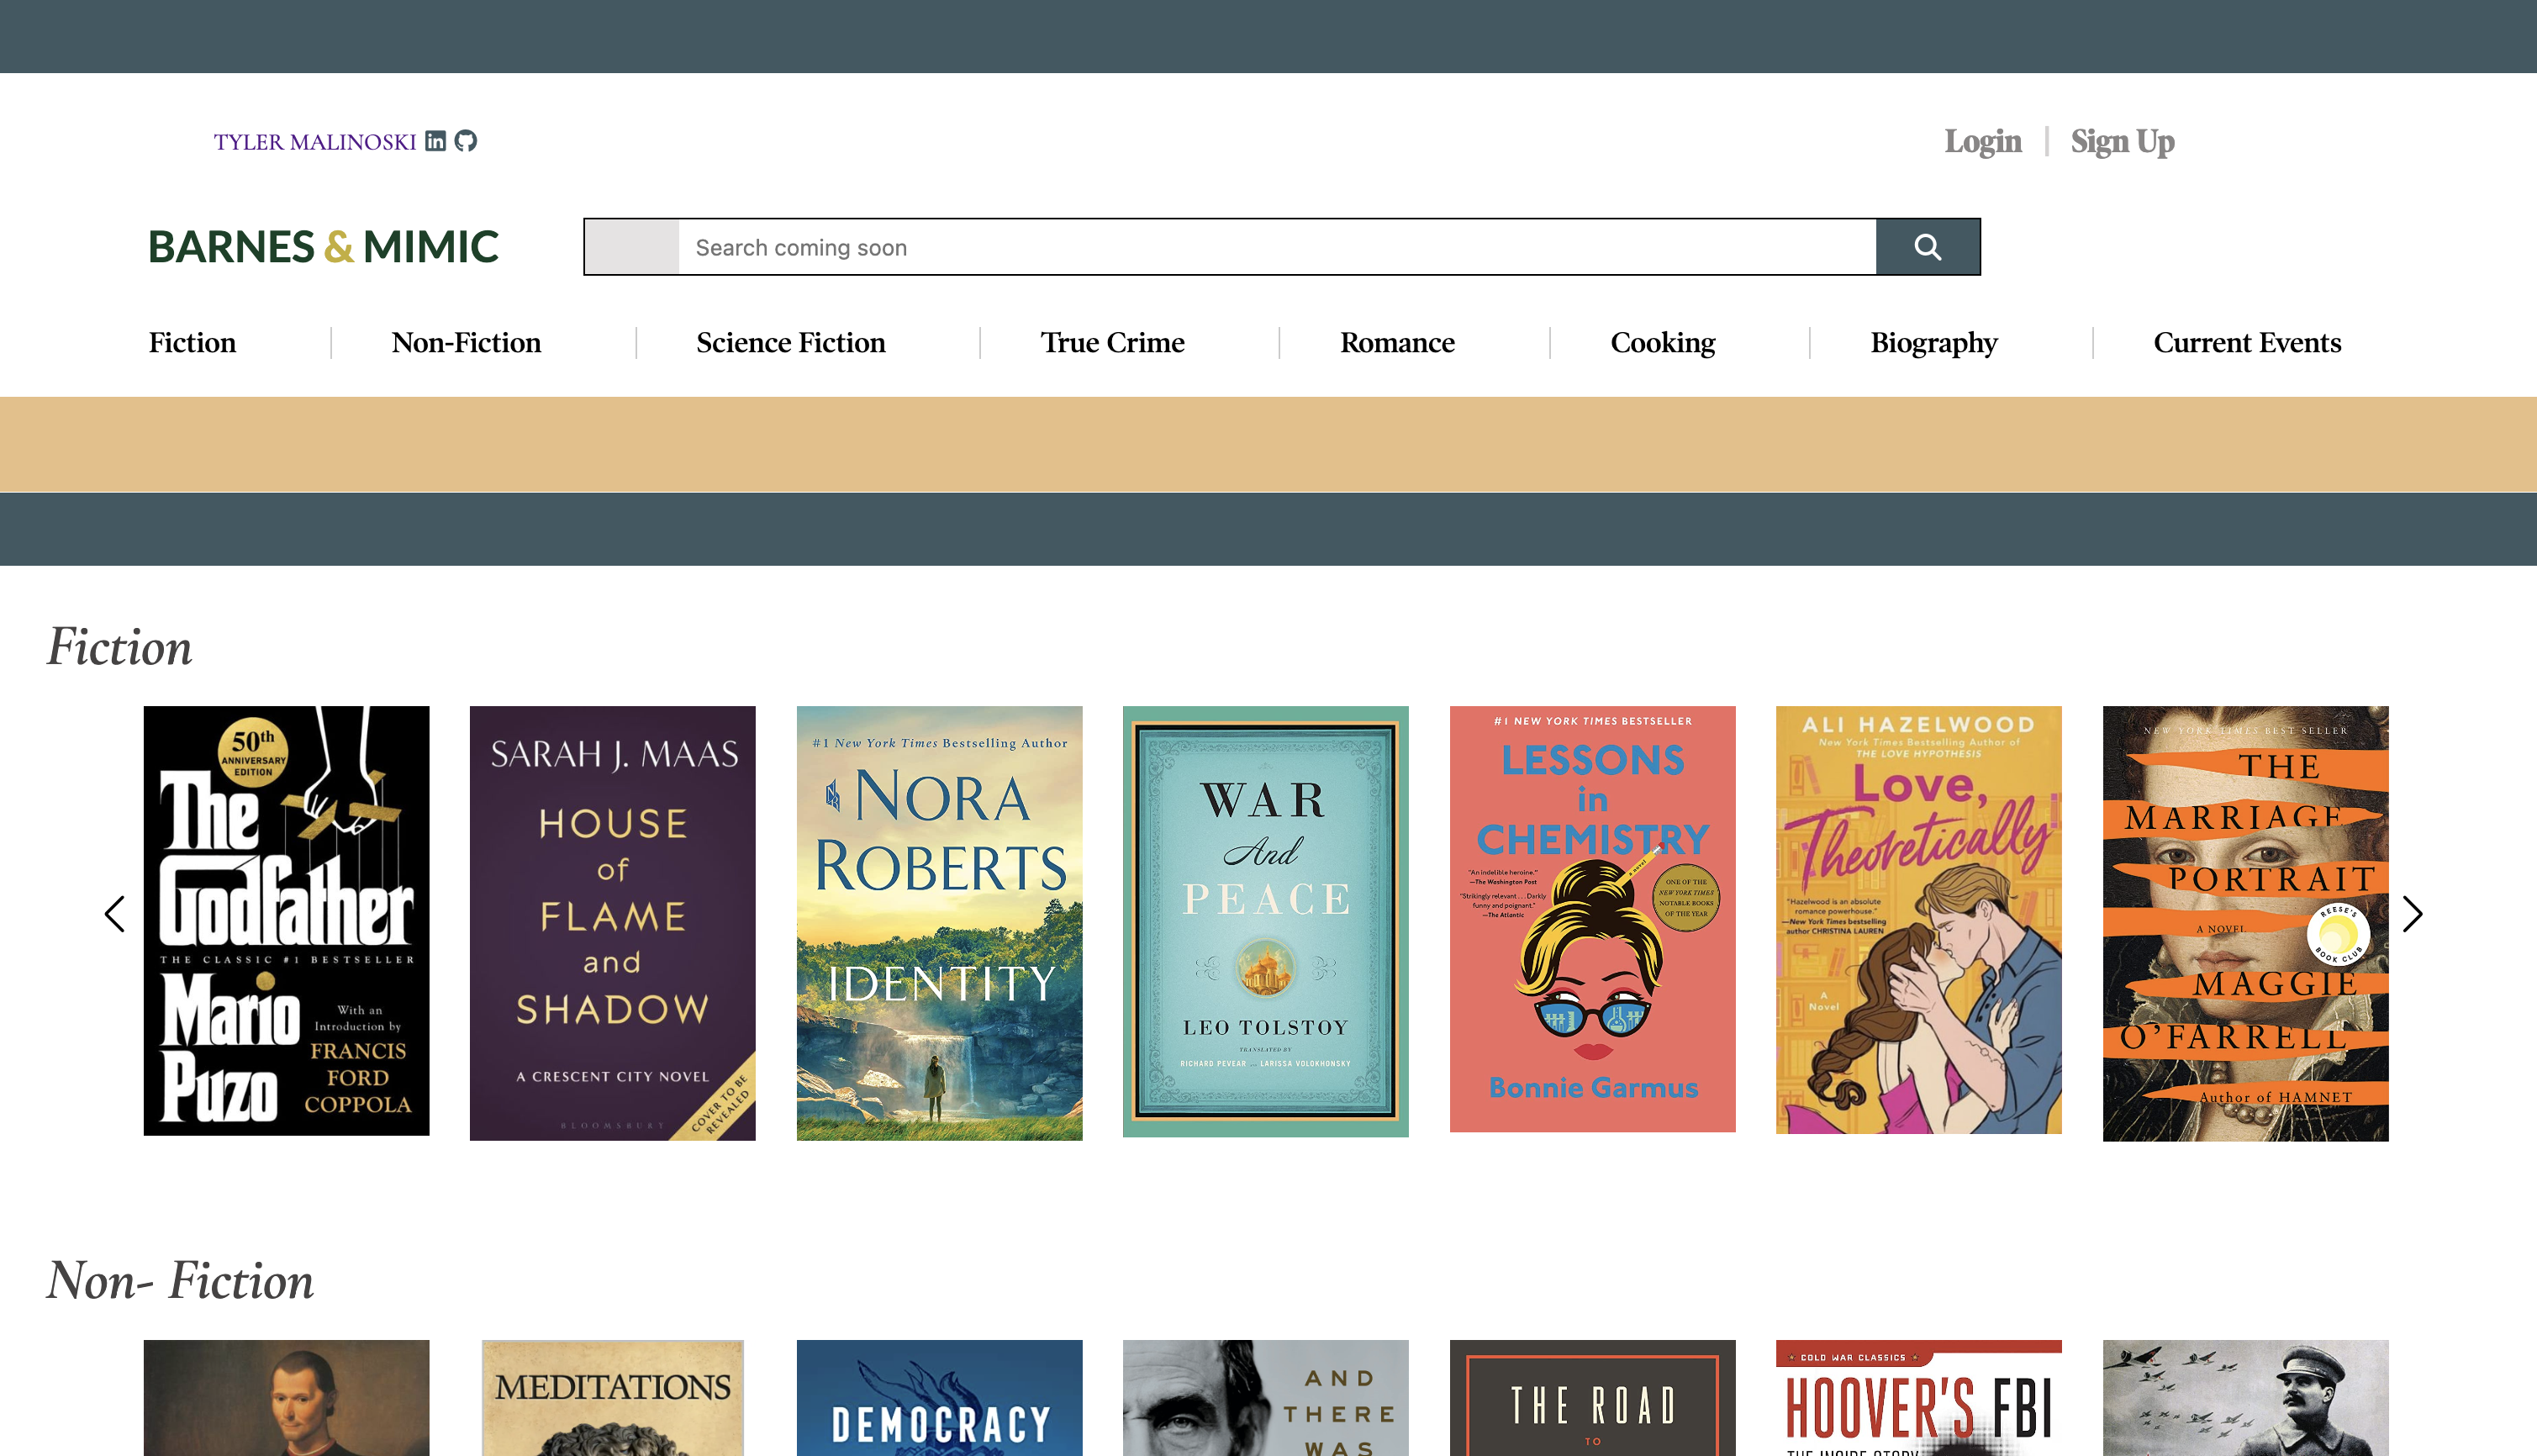 TYLER MALINOSKI
Login | Sign Up
BARNES & MIMIC
Search coming soon
Fiction
Non-Fiction
Science Fiction
True Crime
Romance
Cooking
Biography
Current Events
Fiction
50th
ANNIVERSARY
EDITION
The
Godfather
THE CLASSIC #1 BESTSELLER
Mario
Puzo
With an
Introduction by
FRANCIS
FORD
COPPOLA
SARAH J. MAAS
HOUSE
of
FLAME
and
SHADOW
A CRESCENT CITY NOVEL
COVER TO BE
REVEALED
BLOOMSBURY
#1 New York Times Bestselling Author
NORA
ROBERTS
IDENTITY
WAR
And
PEACE
LEO TOLSTOY
TRANSLATED BY
RICHARD PEVEAR AND LARISSA VOLOKHONSKY
#1 NEW YORK TIMES BESTSELLER
LESSONS
in
CHEMISTRY
a novel
"An indelible heroine."
—The Washington Post
"Strikingly relevant . . . Darkly
funny and poignant."
—The Atlantic
ONE OF THE
NEW YORK TIMES
NOTABLE BOOKS
OF THE YEAR
Bonnie Garmus
ALI HAZELWOOD
New York Times Bestselling Author of
THE LOVE HYPOTHESIS
Love,
Theoretically
"Hazelwood is an absolute
romance powerhouse."
—New York Times bestselling
author CHRISTINA LAUREN
A
Novel
NEW YORK TIMES BEST SELLER
THE
MARRIAGE
PORTRAIT
A NOVEL
REESE'S
BOOK CLUB
MAGGIE
O'FARRELL
Author of HAMNET
Non- Fiction
MEDITATIONS
DEMOCRACY
AND
THERE
WAS
THE ROAD
TO
COLD WAR CLASSICS
HOOVER'S FBI
THE INSIDE STORY